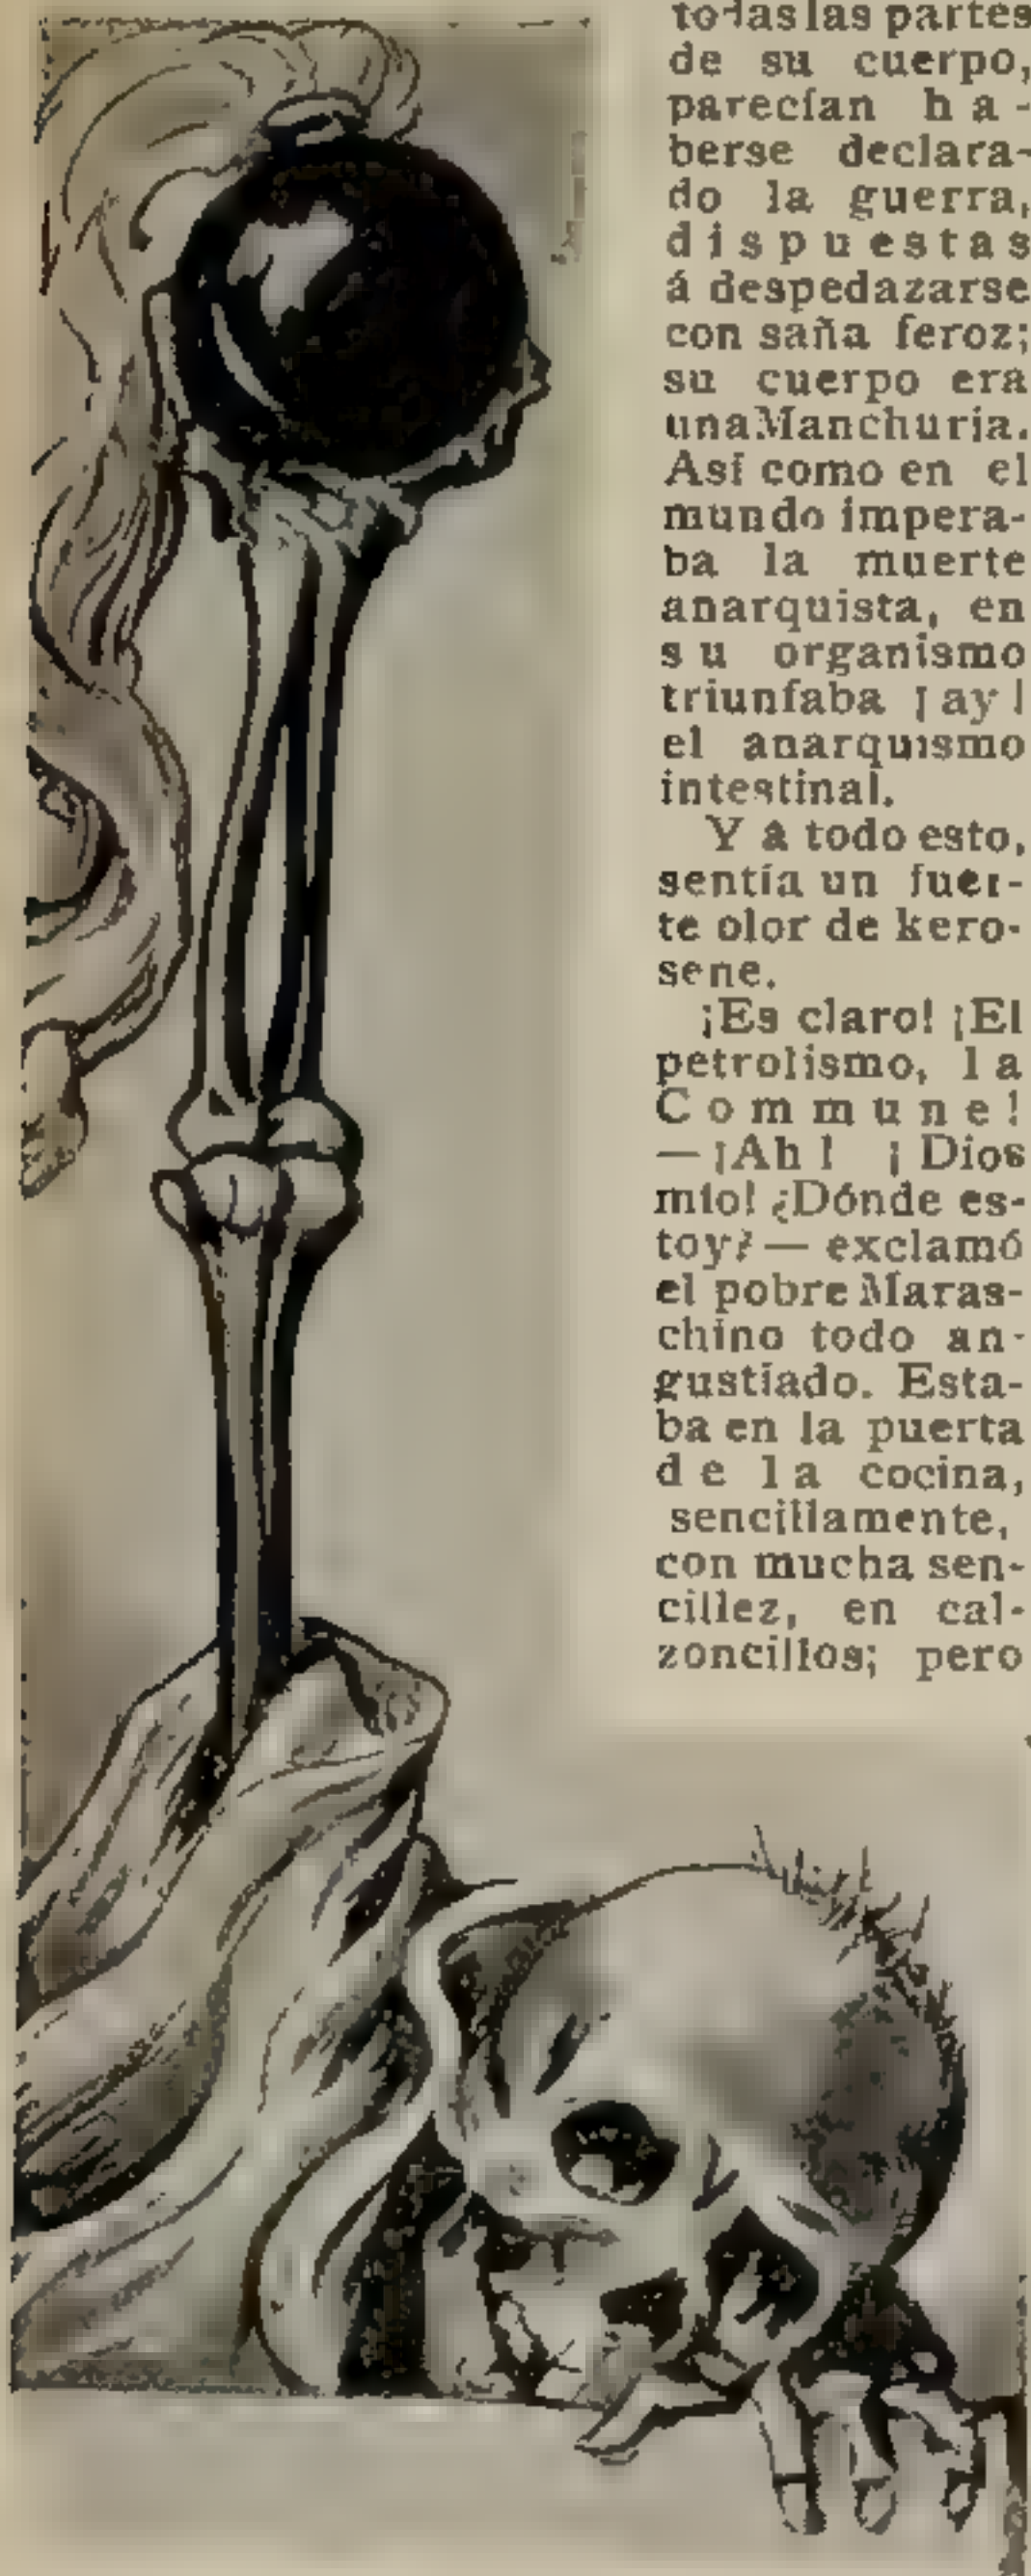 todas las partes
de su cuerpo,
parecían ha-
berse declara-
do la guerra,
dispuestas
á despedazarse
con saña feroz;
su cuerpo era
una Manchuria.
Así como en el
mundo impera-
ba la muerte
anarquista, en
su organismo
triunfaba ¡ay!
el anarquismo
intestinal.
Y a todo esto,
sentía un fuer-
te olor de kero-
sene.
¡Es claro! ¡El
petrolismo, la
Commune!
—¡Ah! ¡Dios
mío! ¿Dónde es-
toy?— exclamó
el pobre Maras-
chino todo an-
gustiado. Esta-
ba en la puerta
de la cocina,
sencillamente,
con mucha sen-
cillez, en cal-
zoncillos; pero